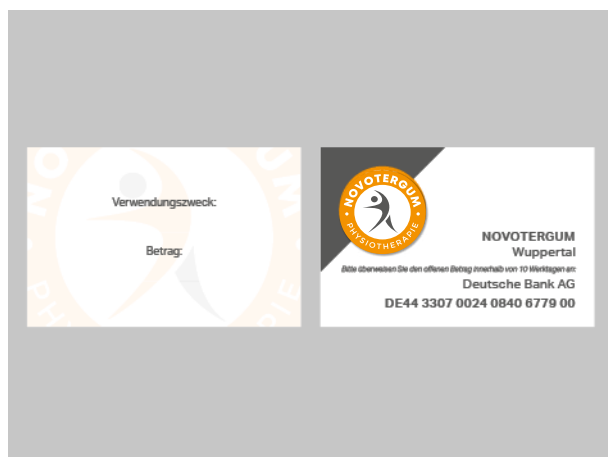 Verwendungszweck:
Betrag:
NOVOTERGUM
PHYSIOTHERAPIE
NOVOTERGUM
Wuppertal
Bitte überweisen Sie den offenen Betrag innerhalb von 10 Werktagen an:
Deutsche Bank AG
DE44 3307 0024 0840 6779 00